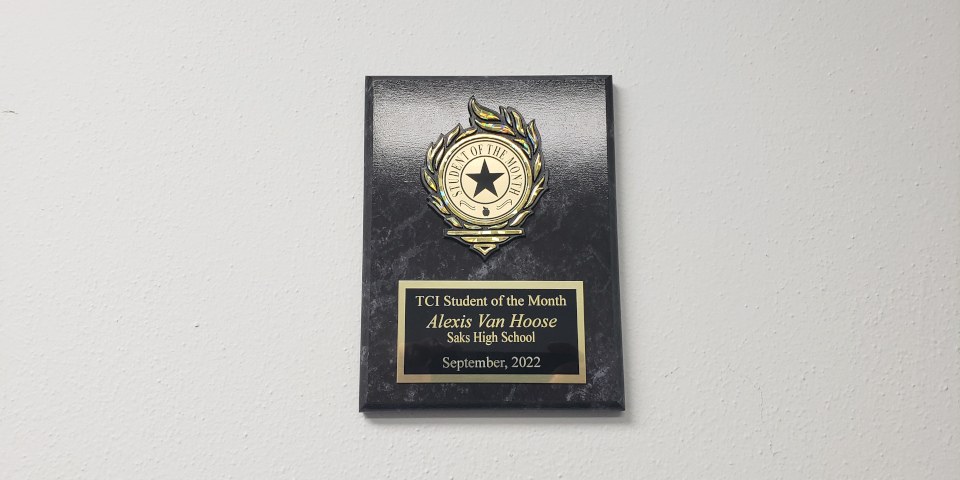 STUDENT OF THE MONTH
TCI Student of the Month
Alexis Van Hoose
Saks High School
September, 2022